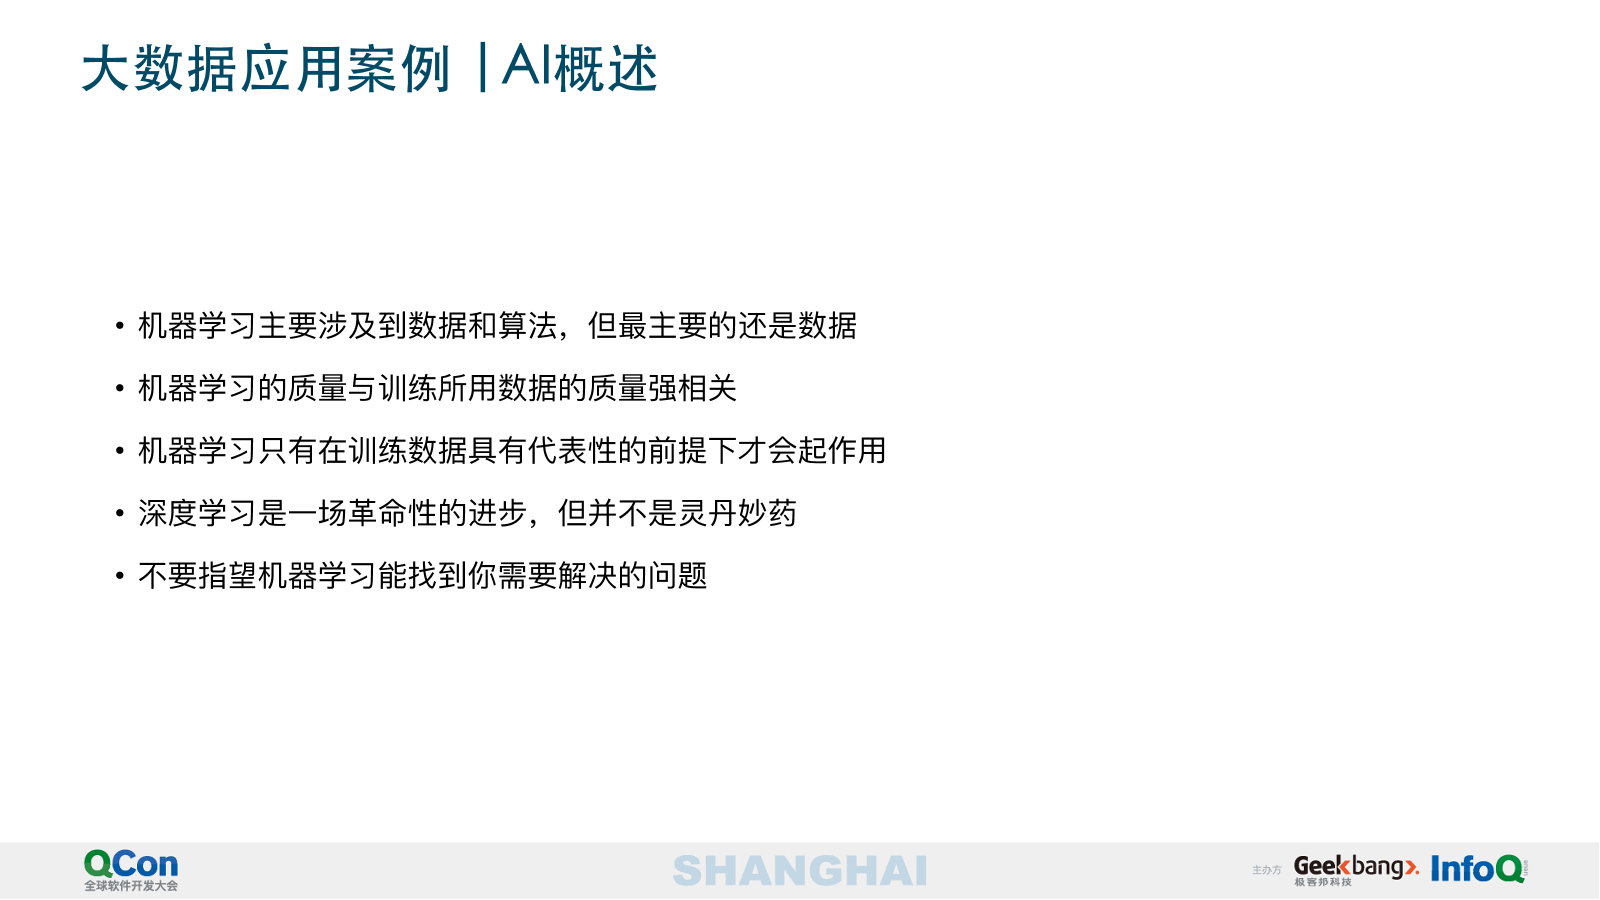 大数据应用案例 | AI概述
• 机器学习主要涉及到数据和算法，但最主要的还是数据
• 机器学习的质量与训练所用数据的质量强相关
• 机器学习只有在训练数据具有代表性的前提下才会起作用
• 深度学习是一场革命性的进步，但并不是灵丹妙药
• 不要指望机器学习能找到你需要解决的问题
QCon
全球软件开发大会
SHANGHAI
主办方
Geekbang
极客邦科技
InfoQ